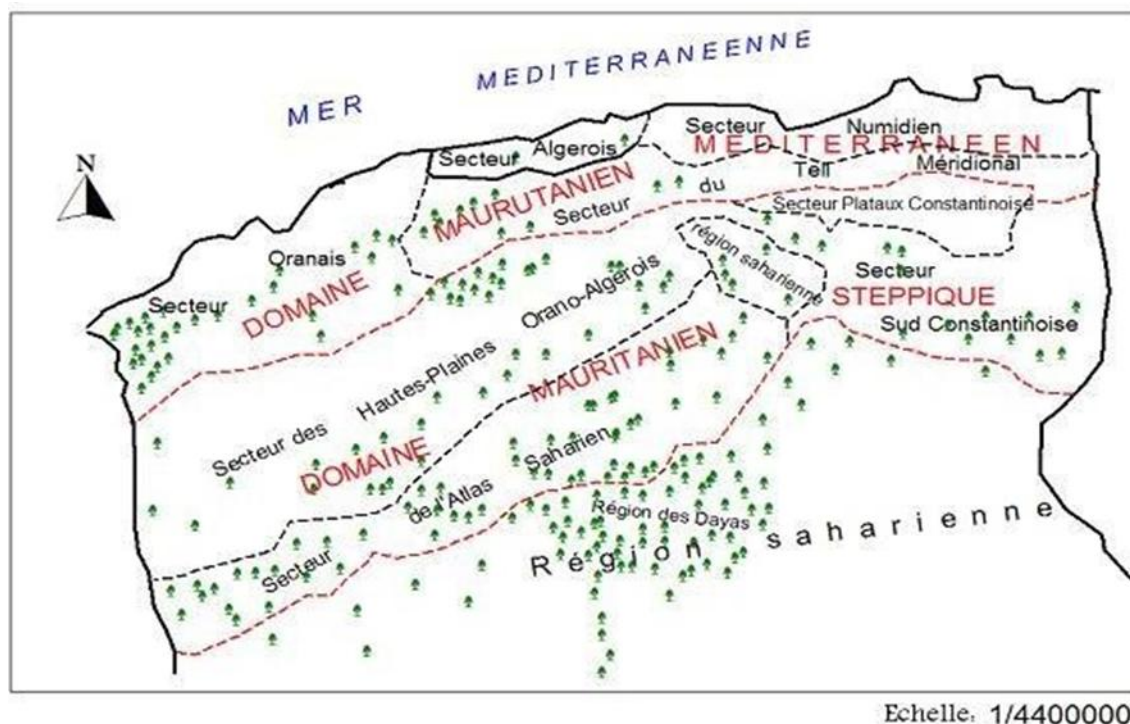 MER MEDITERRANEENNE
N
Secteur Algerois
Secteur Numidien
DOMAINE MAURUTANIEN MEDITERRANEEN
Secteur du Tell Méridional
Secteur Plataux Constantinoise
Secteur Oranais
région saharienne
Secteur
Sud Constantinoise
DOMAINE MAURITANIEN STEPPIQUE
Secteur des Hautes-Plaines Orano-Algerois
Secteur de l'Atlas Saharien
Région des Dayas
Région saharienne
Echelle: 1/4400000